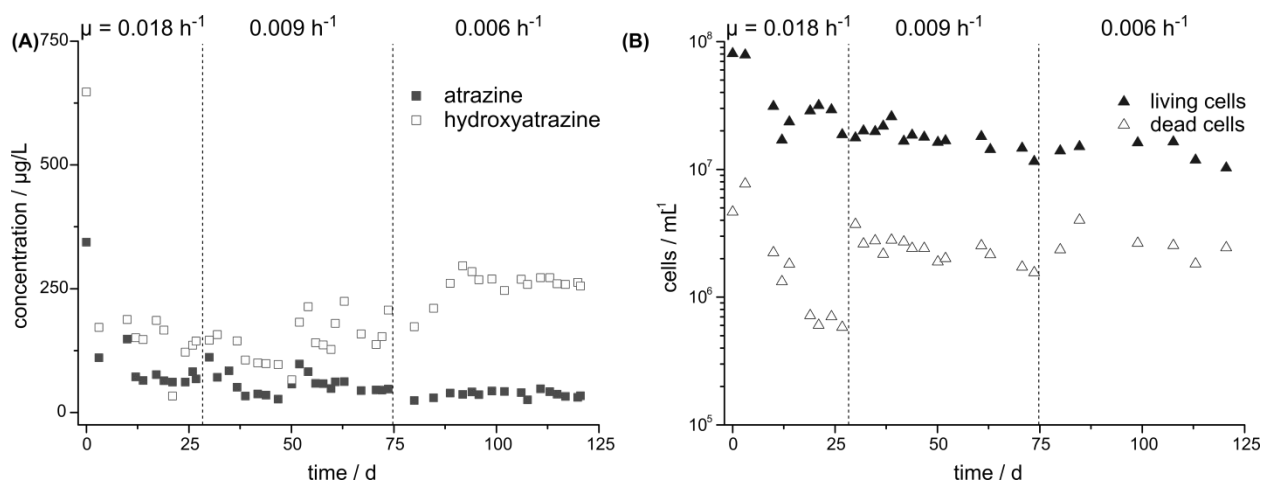 μ = 0.018 h⁻¹ 0.009 h⁻¹ 0.006 h⁻¹
(A)
750
500
250
0
concentration / µg/L
atrazine
hydroxyatrazine
0 25 50 75 100 125
time / d
μ = 0.018 h⁻¹ 0.009 h⁻¹ 0.006 h⁻¹
(B)
10⁸
10⁷
10⁶
10⁵
cells / mL⁻¹
living cells
dead cells
0 25 50 75 100 125
time / d